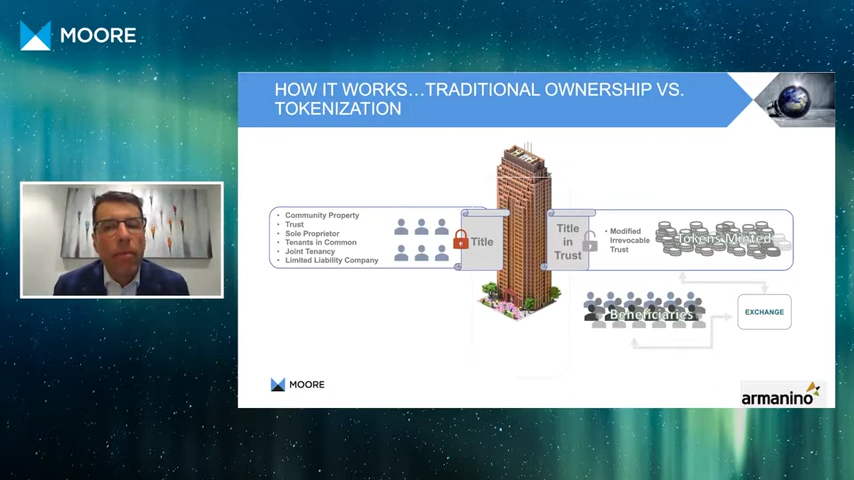 MOORE
HOW IT WORKS...TRADITIONAL OWNERSHIP VS.
TOKENIZATION
• Community Property
• Trust
• Sole Proprietor
• Tenants in Common
• Joint Tenancy
• Limited Liability Company
Title
Title
in
Trust
• Modified
Irrevocable
Trust
Tokens Minted
Beneficiaries
EXCHANGE
MOORE
armanino